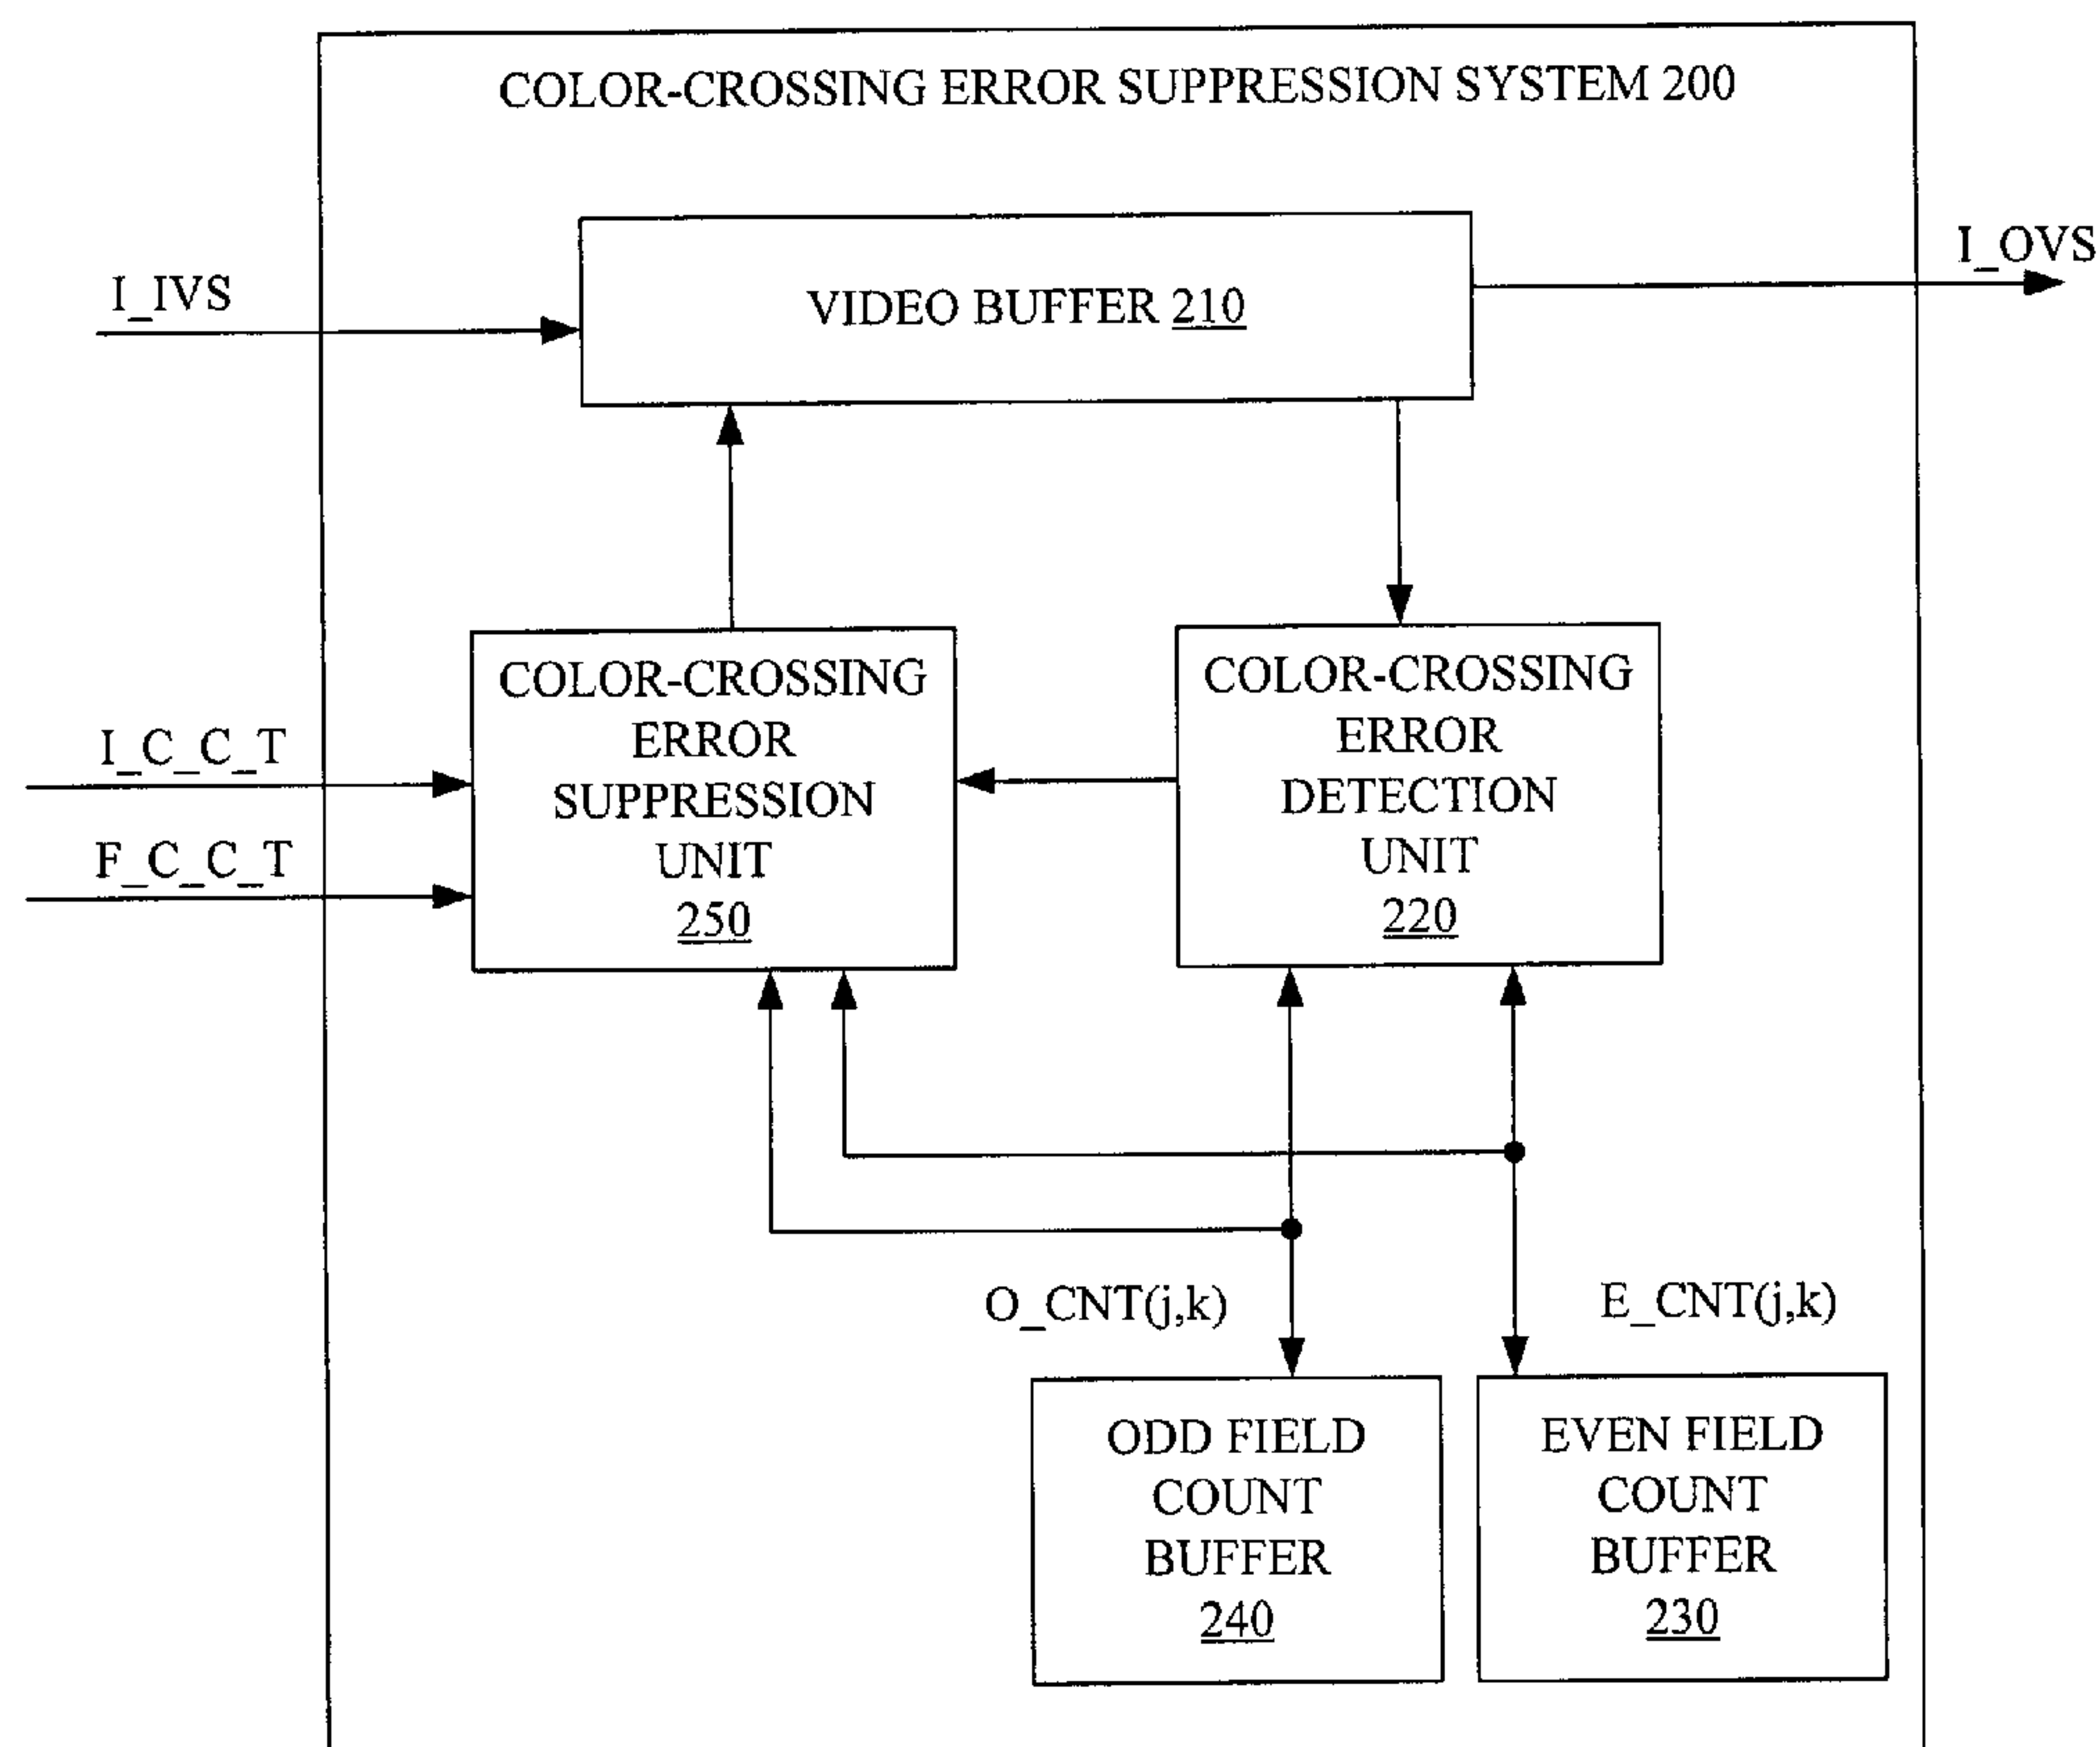 COLOR-CROSSING ERROR SUPPRESSION SYSTEM 200
I_OVS
I_IVS
VIDEO BUFFER 210
COLOR-CROSSING
ERROR
SUPPRESSION
UNIT
250
COLOR-CROSSING
ERROR
DETECTION
UNIT
220
I_C_C_T
F_C_C_T
O_CNT(j,k)
E_CNT(j,k)
ODD FIELD
COUNT
BUFFER
240
EVEN FIELD
COUNT
BUFFER
230